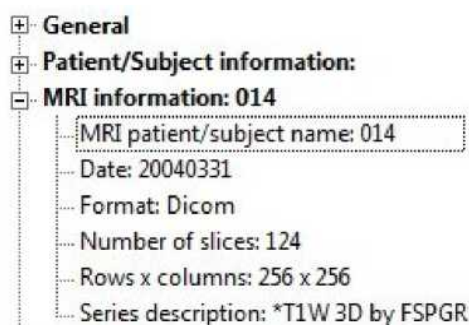 General
Patient/Subject information:
MRI information: 014
MRI patient/subject name: 014
Date: 20040331
Format: Dicom
Number of slices: 124
Rows x columns: 256 x 256
Series description: *T1W 3D by FSPGR